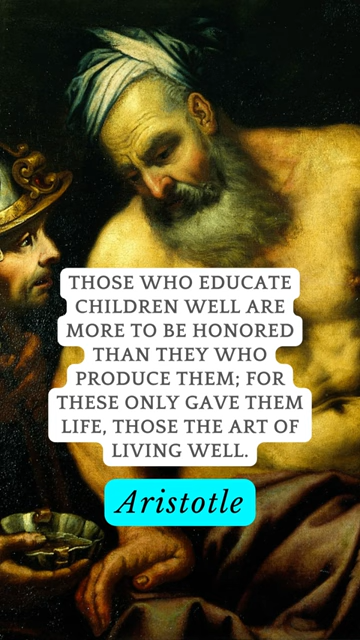 THOSE WHO EDUCATE
CHILDREN WELL ARE
MORE TO BE HONORED
THAN THEY WHO
PRODUCE THEM; FOR
THESE ONLY GAVE THEM
LIFE, THOSE THE ART OF
LIVING WELL.
Aristotle